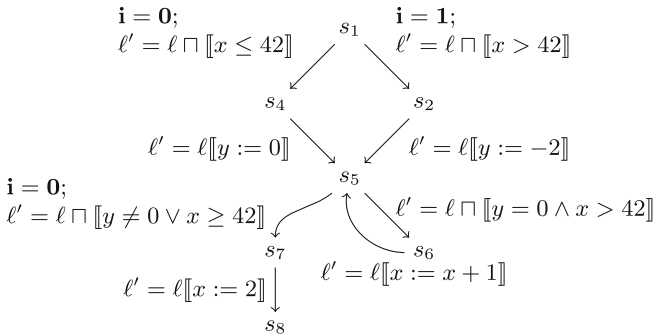 i = 0;
ℓ′ = ℓ ⊓ ⟦x ≤ 42⟧
s₁
i = 1;
ℓ′ = ℓ ⊓ ⟦x > 42⟧
s₄
s₂
ℓ′ = ℓ⟦y := 0⟧
ℓ′ = ℓ⟦y := −2⟧
s₅
i = 0;
ℓ′ = ℓ ⊓ ⟦y ≠ 0 ∨ x ≥ 42⟧
ℓ′ = ℓ ⊓ ⟦y = 0 ∧ x > 42⟧
s₇
s₆
ℓ′ = ℓ⟦x := x + 1⟧
ℓ′ = ℓ⟦x := 2⟧
s₈